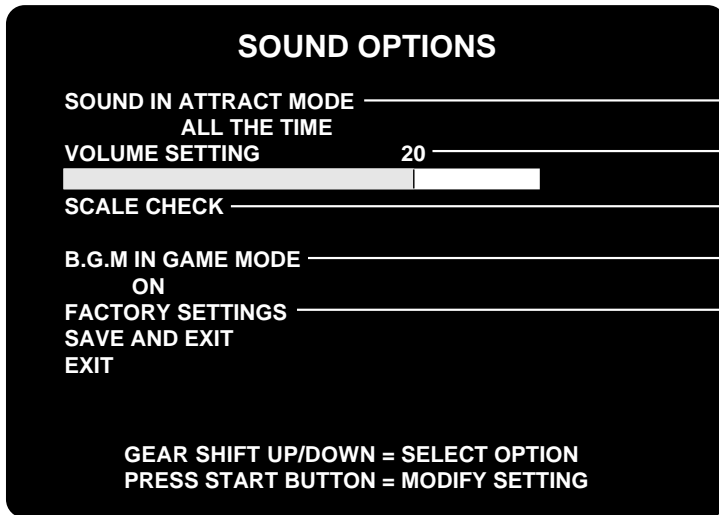 SOUND OPTIONS
SOUND IN ATTRACT MODE
ALL THE TIME
VOLUME SETTING 20
SCALE CHECK
B.G.M IN GAME MODE
ON
FACTORY SETTINGS
SAVE AND EXIT
EXIT
GEAR SHIFT UP/DOWN = SELECT OPTION
PRESS START BUTTON = MODIFY SETTING